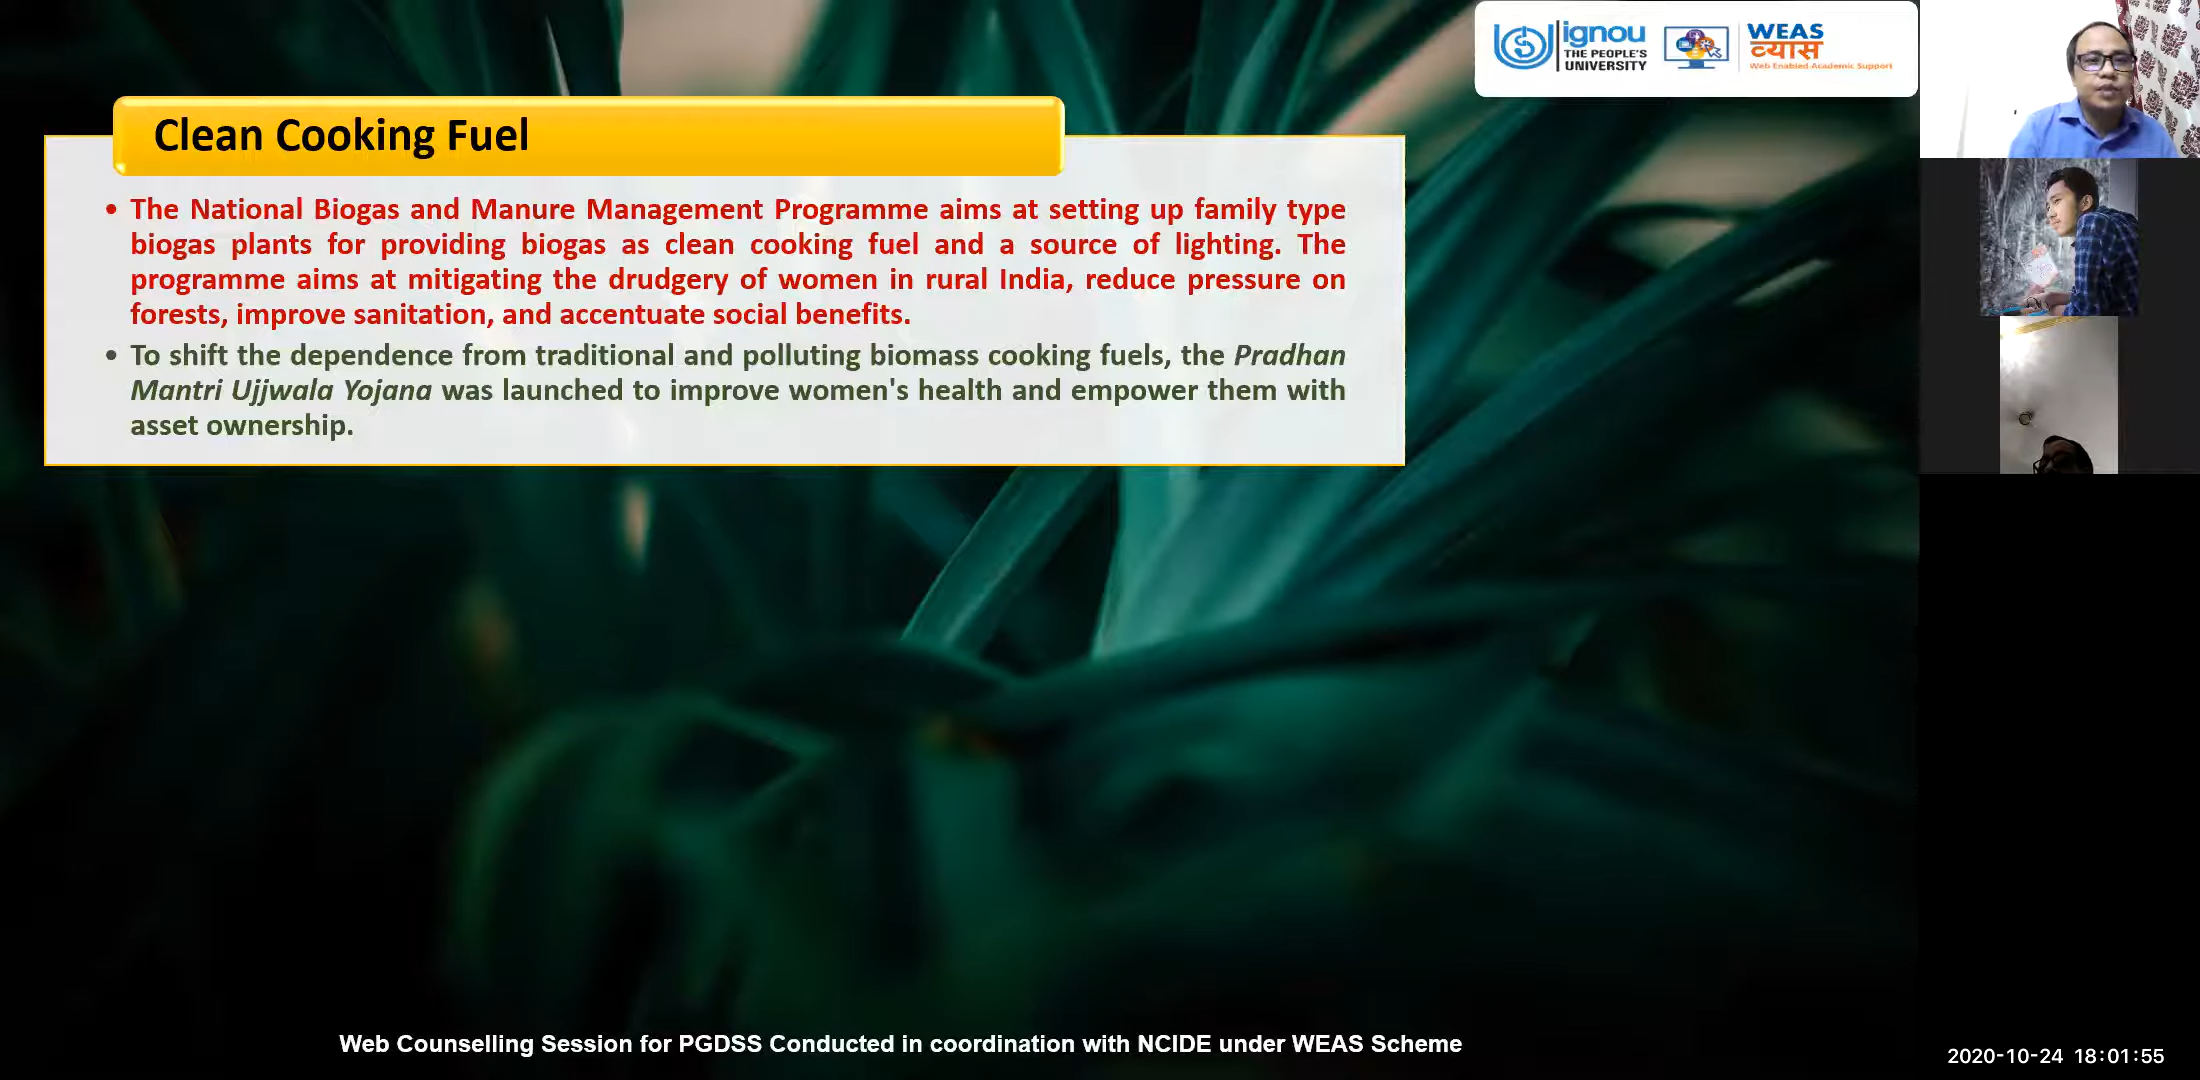 ignou
THE PEOPLE'S
UNIVERSITY
WEAS
व्यास
Web Enabled Academic Support
Clean Cooking Fuel
• The National Biogas and Manure Management Programme aims at setting up family type
biogas plants for providing biogas as clean cooking fuel and a source of lighting. The
programme aims at mitigating the drudgery of women in rural India, reduce pressure on
forests, improve sanitation, and accentuate social benefits.
• To shift the dependence from traditional and polluting biomass cooking fuels, the Pradhan
Mantri Ujjwala Yojana was launched to improve women's health and empower them with
asset ownership.
Web Counselling Session for PGDSS Conducted in coordination with NCIDE under WEAS Scheme
2020-10-24 18:01:55